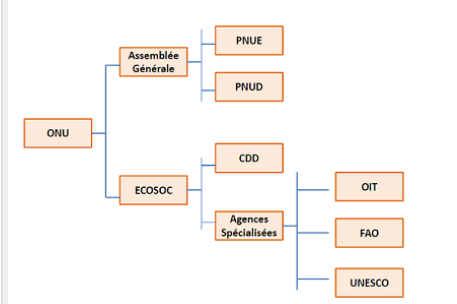 PNUE
Assemblée
Générale
PNUD
ONU
CDD
ECOSOC
OIT
Agences
Spécialisées
FAO
UNESCO